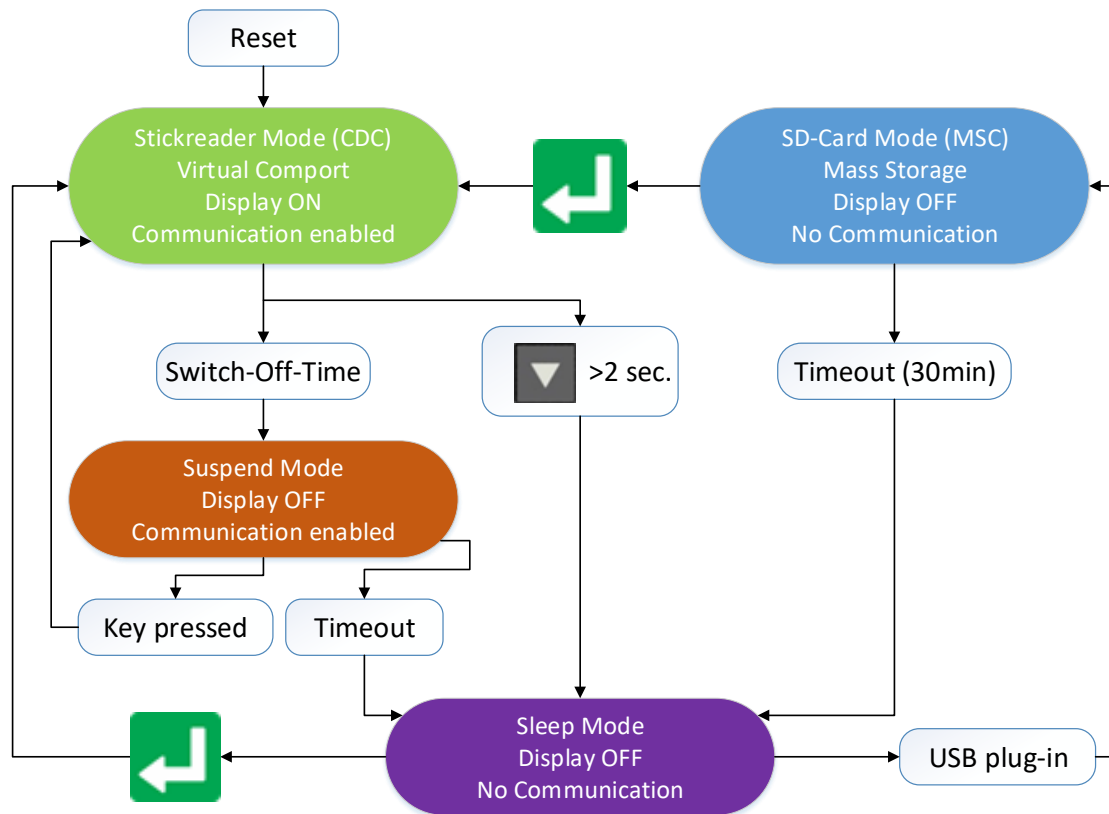 Reset
Stickreader Mode (CDC)
Virtual Comport
Display ON
Communication enabled
SD-Card Mode (MSC)
Mass Storage
Display OFF
No Communication
Switch-Off-Time
>2 sec.
Timeout (30min)
Suspend Mode
Display OFF
Communication enabled
Key pressed
Timeout
Sleep Mode
Display OFF
No Communication
USB plug-in